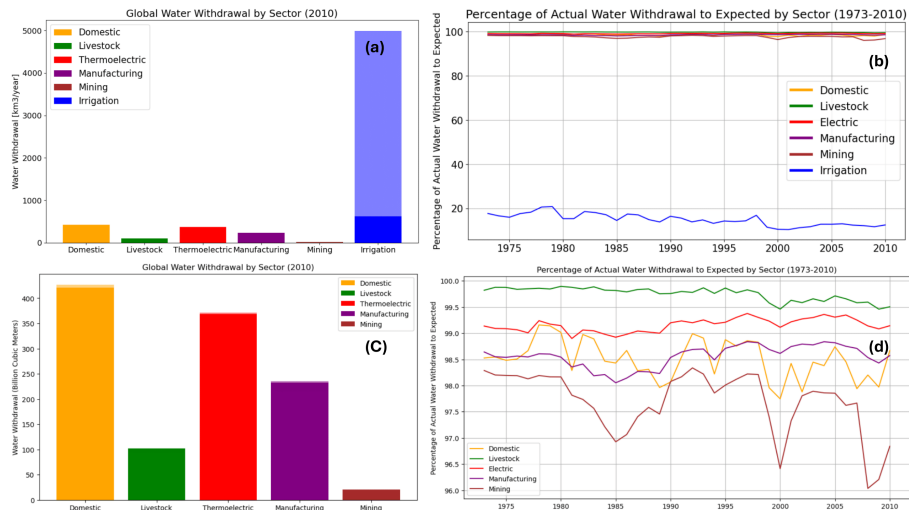 Global Water Withdrawal by Sector (2010)
Water Withdrawal [km3/year]
5000
4000
3000
2000
1000
0
Domestic
Livestock
Thermoelectric
Manufacturing
Mining
Irrigation
(a)
Domestic
Livestock
Thermoelectric
Manufacturing
Mining
Irrigation
Percentage of Actual Water Withdrawal to Expected by Sector (1973-2010)
Percentage of Actual Water Withdrawal to Expected
100
80
60
40
20
(b)
Domestic
Livestock
Electric
Manufacturing
Mining
Irrigation
1975
1980
1985
1990
1995
2000
2005
2010
Global Water Withdrawal by Sector (2010)
Water Withdrawal (Billion Cubic Meters)
400
350
300
250
200
150
100
50
0
Domestic
Livestock
Thermoelectric
Manufacturing
Mining
(C)
Domestic
Livestock
Thermoelectric
Manufacturing
Mining
Percentage of Actual Water Withdrawal to Expected by Sector (1973-2010)
Percentage of Actual Water Withdrawal to Expected
100.0
99.5
99.0
98.5
98.0
97.5
97.0
96.5
96.0
(d)
Domestic
Livestock
Electric
Manufacturing
Mining
1975
1980
1985
1990
1995
2000
2005
2010